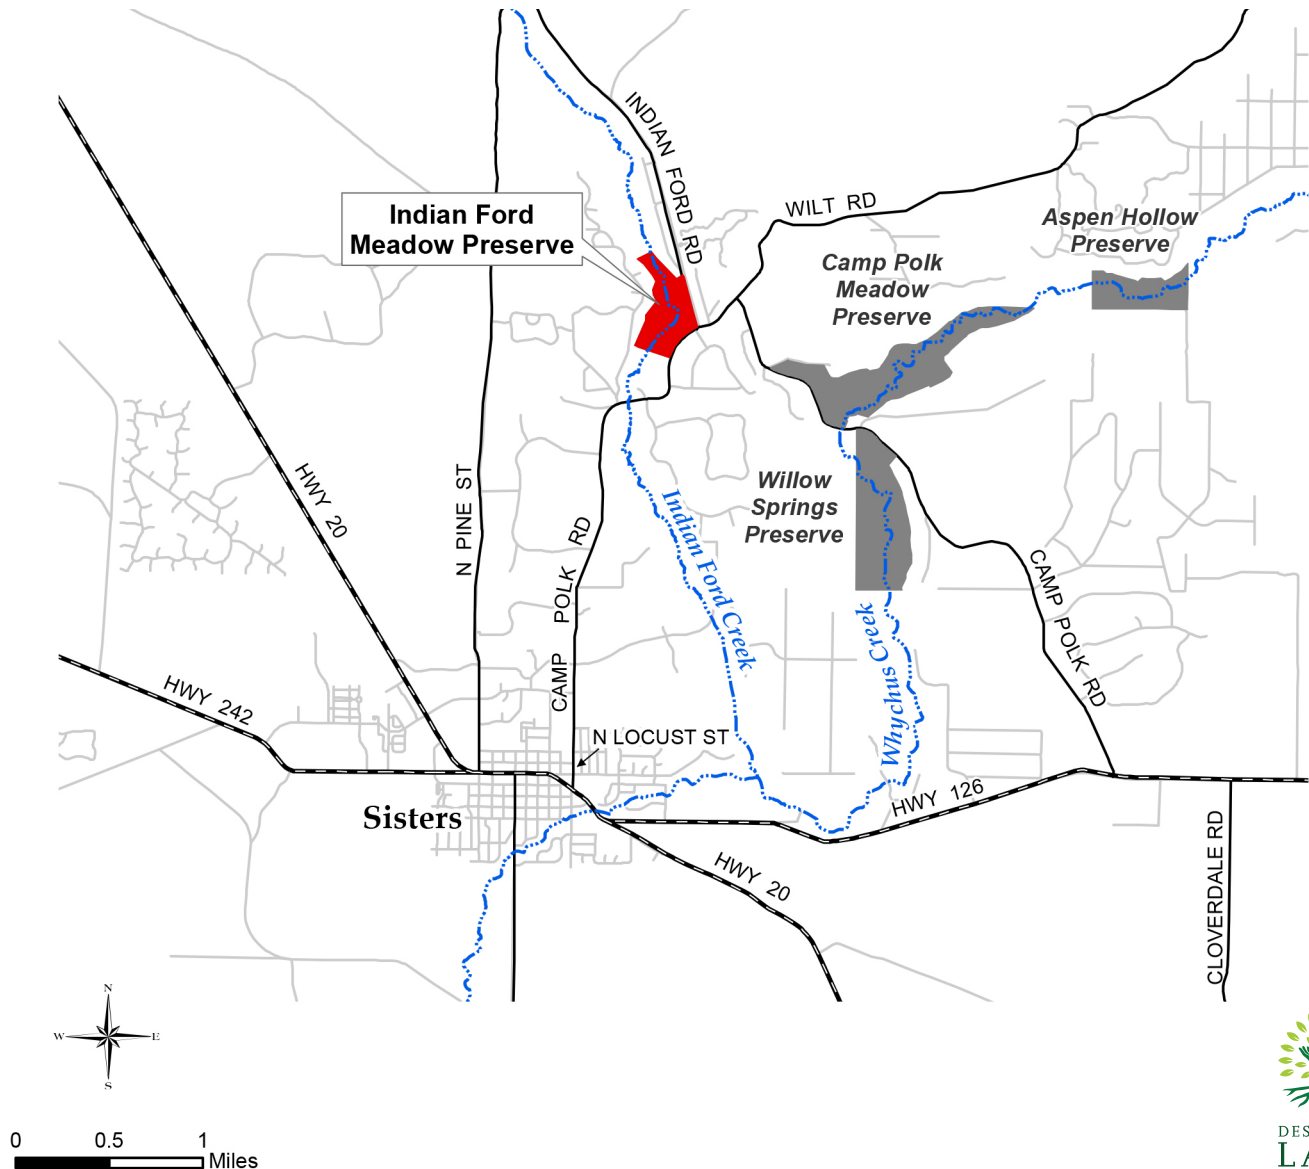 INDIAN FORD RD
WILT RD
Indian Ford
Meadow Preserve
Aspen Hollow
Preserve
Camp Polk
Meadow
Preserve
HWY 20
N PINE ST
CAMP POLK RD
Indian Ford Creek
Willow
Springs
Preserve
CAMP POLK RD
Whychus Creek
HWY 242
N LOCUST ST
Sisters
HWY 126
HWY 20
CLOVERDALE RD
N
W E
S
0 0.5 1
Miles
DES
LA